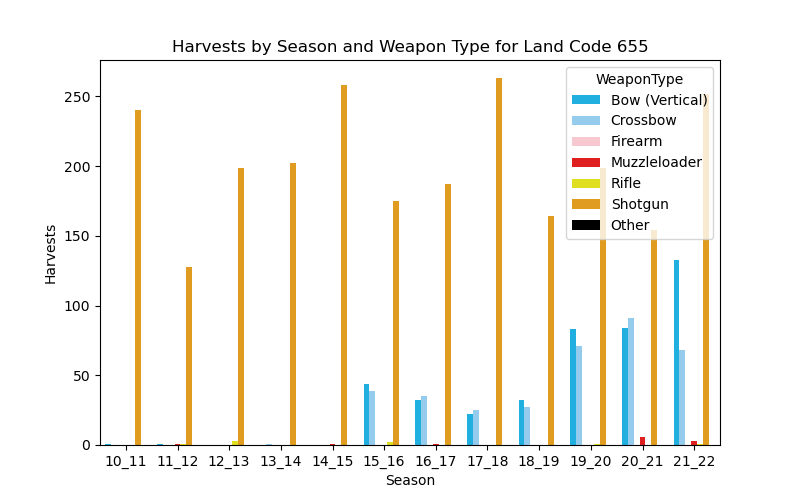 Harvests by Season and Weapon Type for Land Code 655
WeaponType
Bow (Vertical)
Crossbow
Firearm
Muzzleloader
Rifle
Shotgun
Other
Harvests
250
200
150
100
50
0
10_11 11_12 12_13 13_14 14_15 15_16 16_17 17_18 18_19 19_20 20_21 21_22
Season